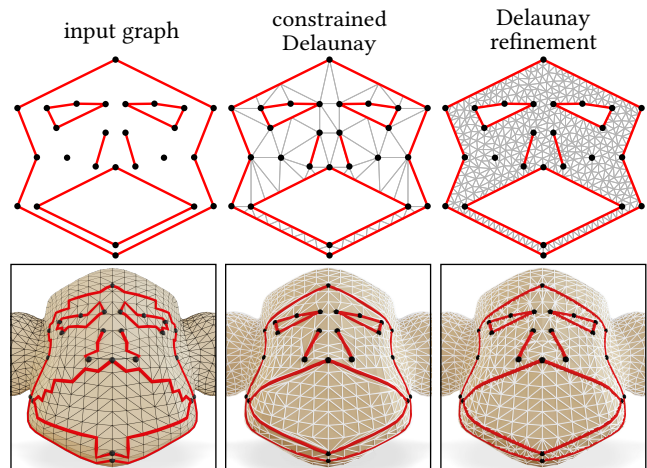 input graph
constrained
Delaunay
Delaunay
refinement